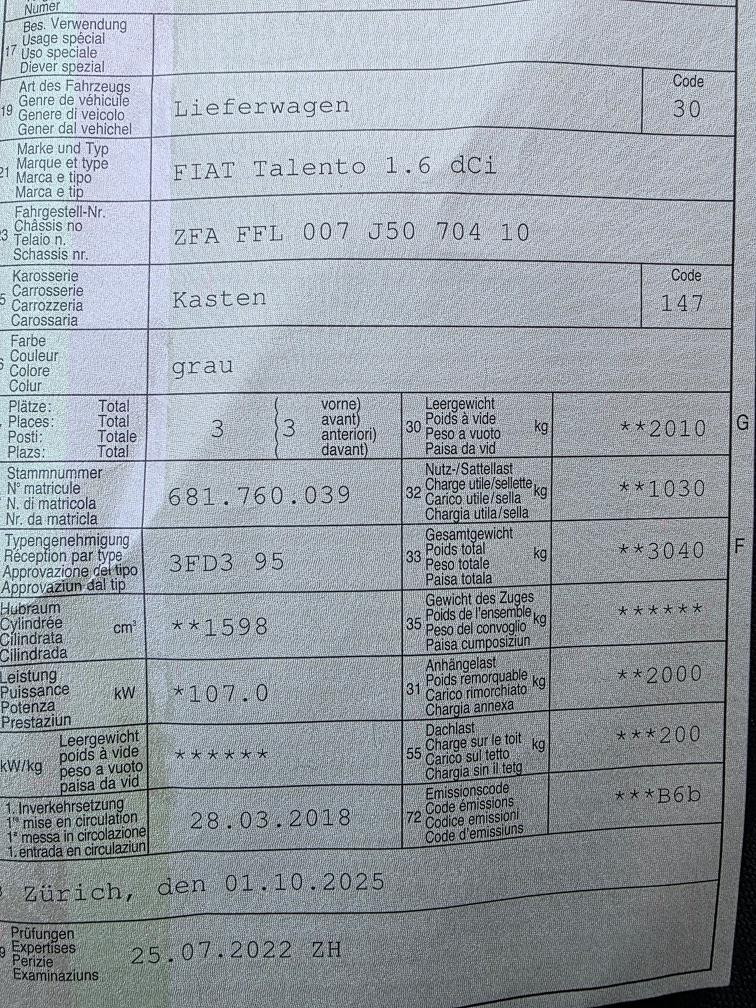 Numer
17 Bes. Verwendung
Usage spécial
Uso speciale
Diever spezial
19 Art des Fahrzeugs
Genre de véhicule
Genere di veicolo
Gener dal vehichel
Lieferwagen
Code
30
21 Marke und Typ
Marque et type
Marca e tipo
Marca e tip
FIAT Talento 1.6 dCi
Fahrgestell-Nr.
Châssis no
Telaio n.
Schassis nr.
ZFA FFL 007 J50 704 10
Karosserie
Carrosserie
Carrozzeria
Carossaria
Kasten
Code
147
Farbe
Couleur
Colore
Colur
grau
Plätze: Total
Places: Total
Posti: Totale
Plazs: Total
3
( 3 vorne)
avant)
anteriori)
davant)
30 Leergewicht
Poids à vide
Peso a vuoto
Paisa da vid
kg
**2010
G
Stammnummer
N° matricule
N. di matricola
Nr. da matricla
681.760.039
32 Nutz-/Sattellast
Charge utile/sellette
Carico utile/sella
Chargia utila/sella
kg
**1030
Typengenehmigung
Réception par type
Approvazione del tipo
Approvaziun dal tip
3FD3 95
33 Gesamtgewicht
Poids total
Peso totale
Paisa totala
kg
**3040
F
Hubraum
Cylindrée
Cilindrata
Cilindrada
cm³
**1598
35 Gewicht des Zuges
Poids de l'ensemble
Peso del convoglio
Paisa cumposiziun
kg
******
Leistung
Puissance
Potenza
Prestaziun
kW
*107.0
31 Anhängelast
Poids remorquable
Carico rimorchiato
Chargia annexa
kg
**2000
kW/kg
Leergewicht
poids à vide
peso a vuoto
paisa da vid
******
55 Dachlast
Charge sur le toit
Carico sul tetto
Chargia sin il tetg
kg
***200
1. Inverkehrsetzung
1re mise en circulation
1a messa in circolazione
1. entrada en circulaziun
28.03.2018
72 Emissionscode
Code émissions
Codice emissioni
Code d'emissiuns
***B6b
Zürich, den 01.10.2025
Prüfungen
Expertises
Perizie
Examinaziuns
25.07.2022 ZH